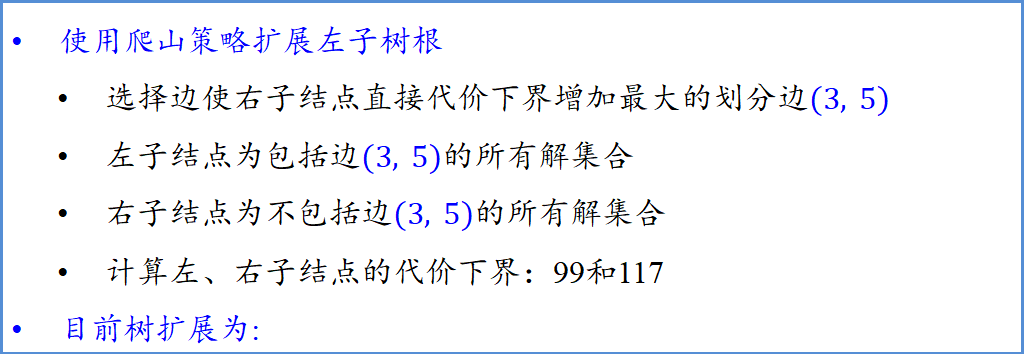 • 使用爬山策略扩展左子树根
• 选择边使右子结点直接代价下界增加最大的划分边(3, 5)
• 左子结点为包括边(3, 5)的所有解集合
• 右子结点为不包括边(3, 5)的所有解集合
• 计算左、右子结点的代价下界：99和117
• 目前树扩展为: